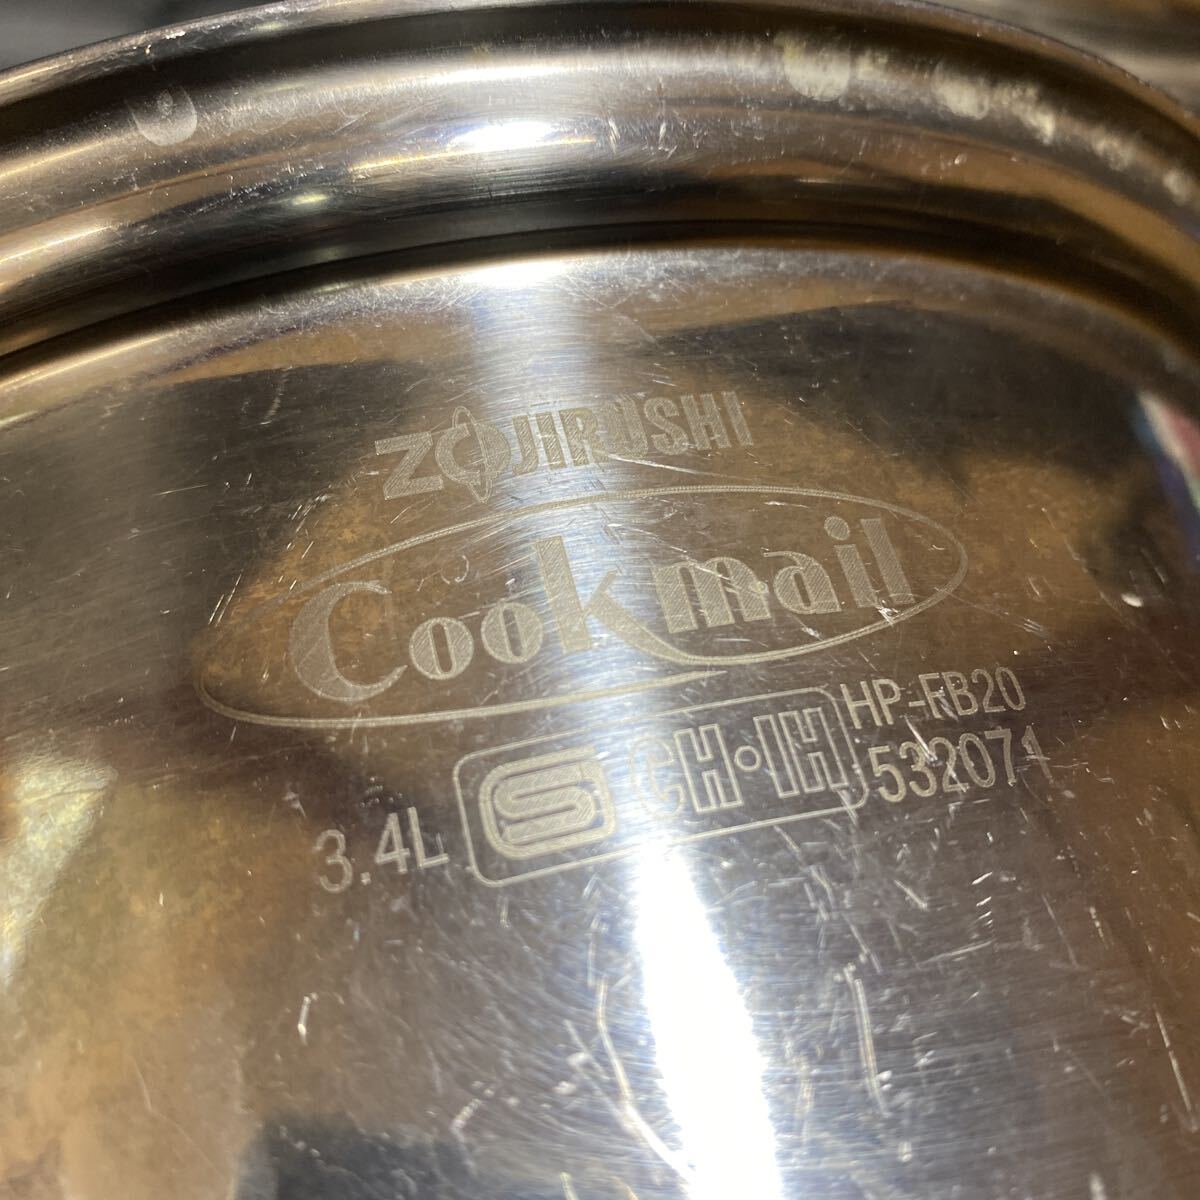 ZOJIRUSHI
Cookmail
3.4L S CH·IH HP-FB20
532071